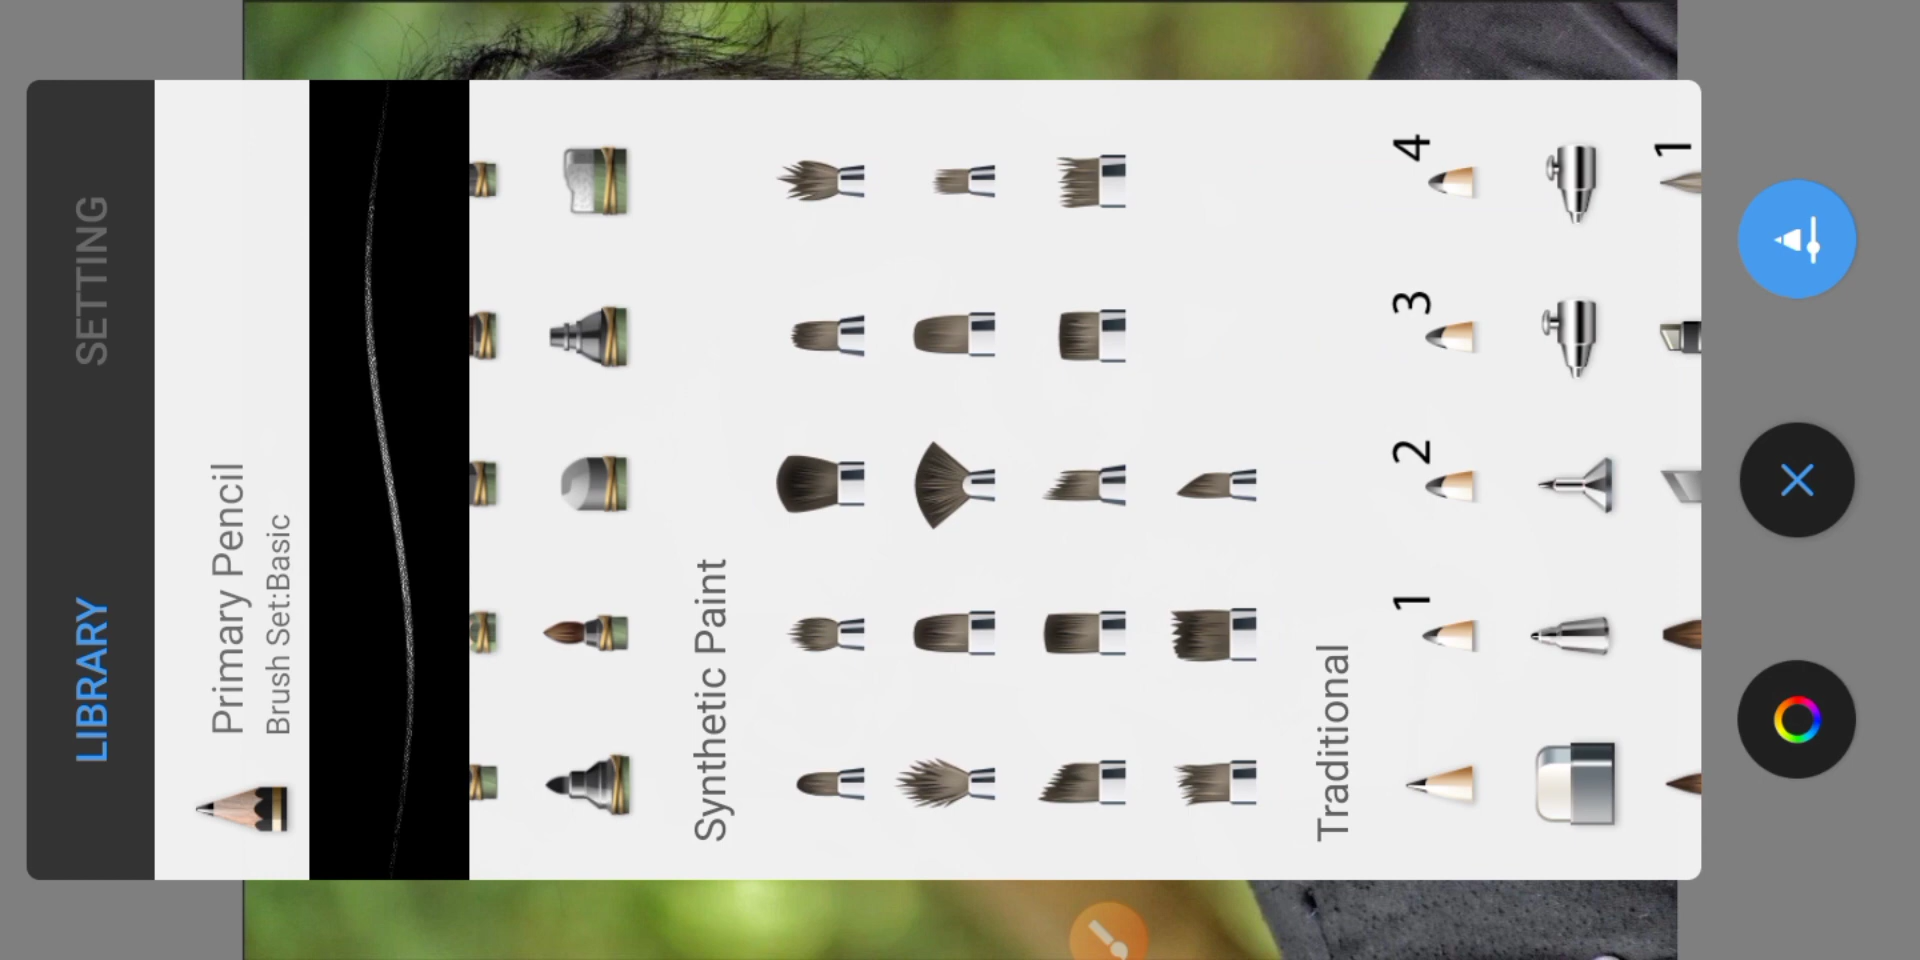 LIBRARY
SETTING
Primary Pencil
Brush Set:Basic
Synthetic Paint
Traditional
1
2
3
4
1